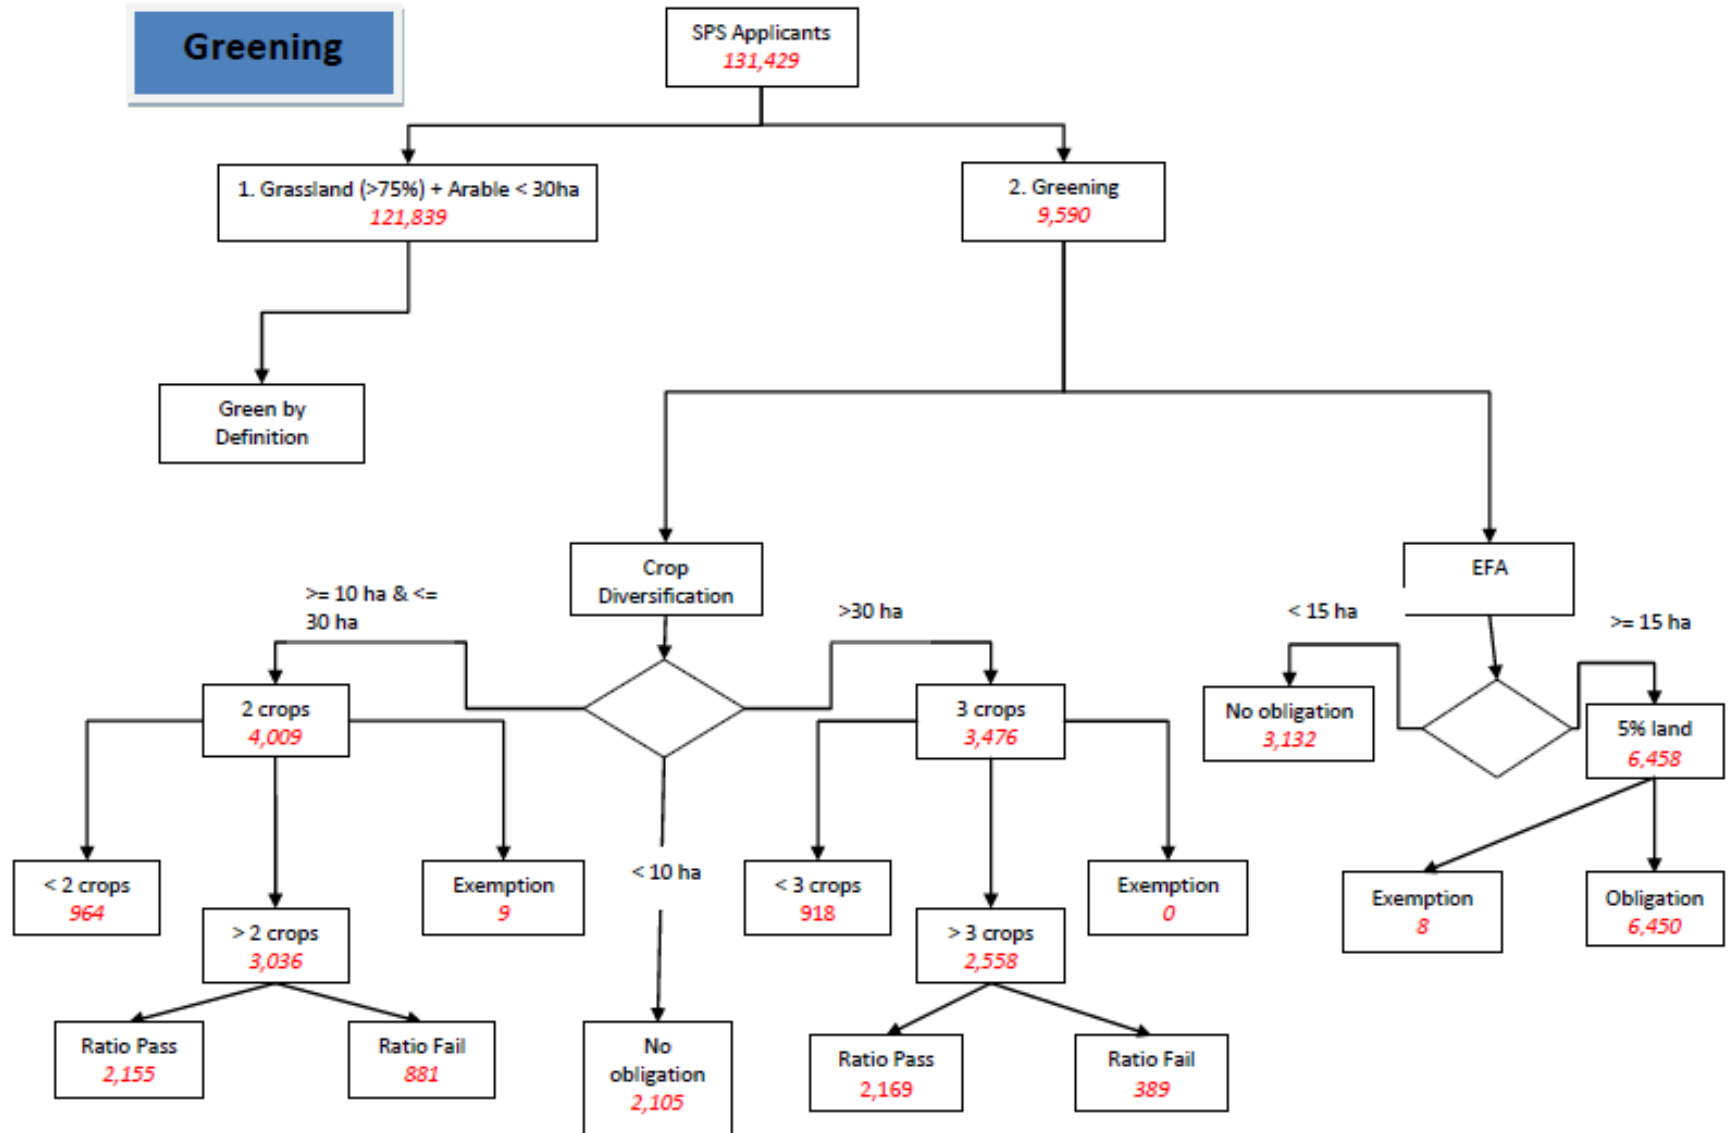 Greening
SPS Applicants
131,429
1. Grassland (>75%) + Arable < 30ha
121,839
2. Greening
9,590
Green by
Definition
Crop
Diversification
EFA
>= 10 ha & <=
30 ha
>30 ha
< 15 ha
>= 15 ha
2 crops
4,009
3 crops
3,476
No obligation
3,132
5% land
6,458
< 2 crops
964
Exemption
9
< 10 ha
< 3 crops
918
Exemption
0
Exemption
8
Obligation
6,450
> 2 crops
3,036
> 3 crops
2,558
Ratio Pass
2,155
Ratio Fail
881
No
obligation
2,105
Ratio Pass
2,169
Ratio Fail
389